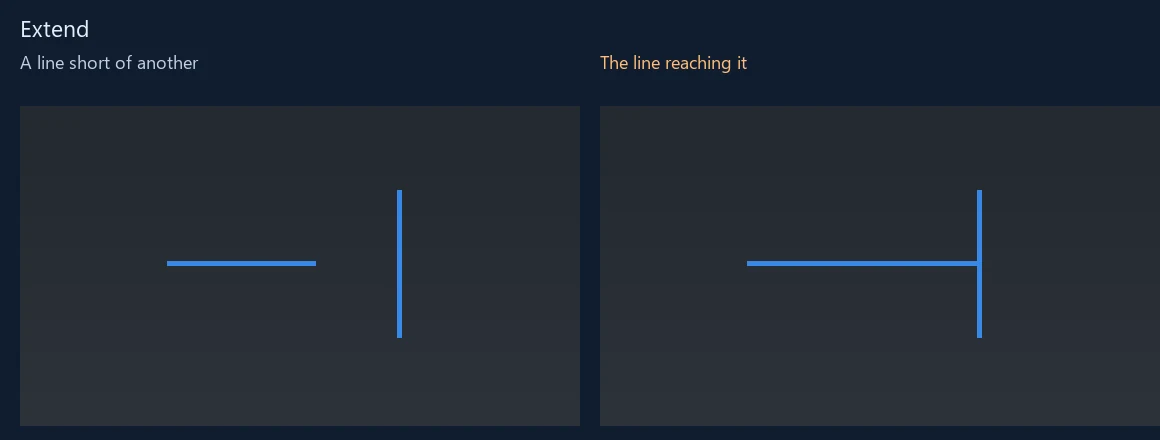 Extend
A line short of another
The line reaching it